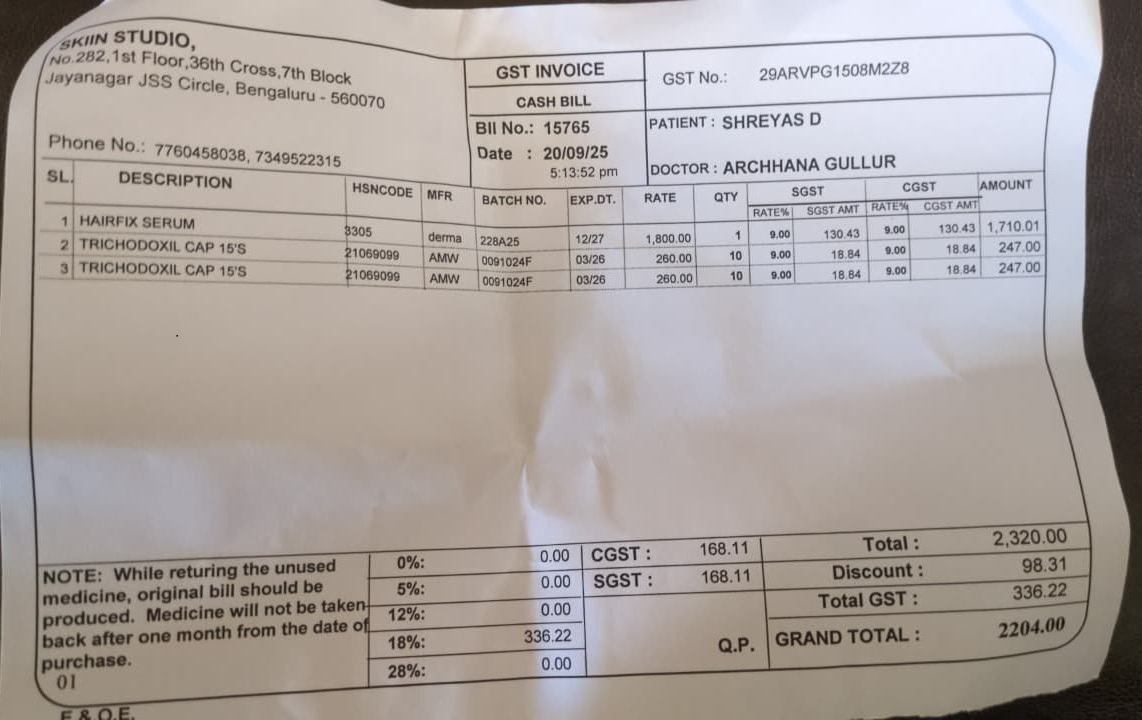 SKIIN STUDIO,
No.282,1st Floor,36th Cross,7th Block
Jayanagar JSS Circle, Bengaluru - 560070
Phone No.: 7760458038, 7349522315
GST INVOICE
CASH BILL
Bll No.: 15765
Date : 20/09/25
5:13:52 pm
GST No.: 29ARVPG1508M2Z8
PATIENT : SHREYAS D
DOCTOR : ARCHHANA GULLUR
SL. DESCRIPTION HSNCODE MFR BATCH NO. EXP.DT. RATE QTY SGST CGST AMOUNT
RATE% SGST AMT RATE% CGST AMT
1 HAIRFIX SERUM 3305 derma 228A25 12/27 1,800.00 1 9.00 130.43 9.00 130.43 1,710.01
2 TRICHODOXIL CAP 15'S 21069099 AMW 0091024F 03/26 260.00 10 9.00 18.84 9.00 18.84 247.00
3 TRICHODOXIL CAP 15'S 21069099 AMW 0091024F 03/26 260.00 10 9.00 18.84 9.00 18.84 247.00
NOTE: While returing the unused
medicine, original bill should be
produced. Medicine will not be taken
back after one month from the date of
purchase.
01
0%: 0.00
5%: 0.00
12%: 0.00
18%: 336.22
28%: 0.00
CGST : 168.11
SGST : 168.11
Q.P.
Total : 2,320.00
Discount : 98.31
Total GST : 336.22
GRAND TOTAL : 2204.00
E & O.E.